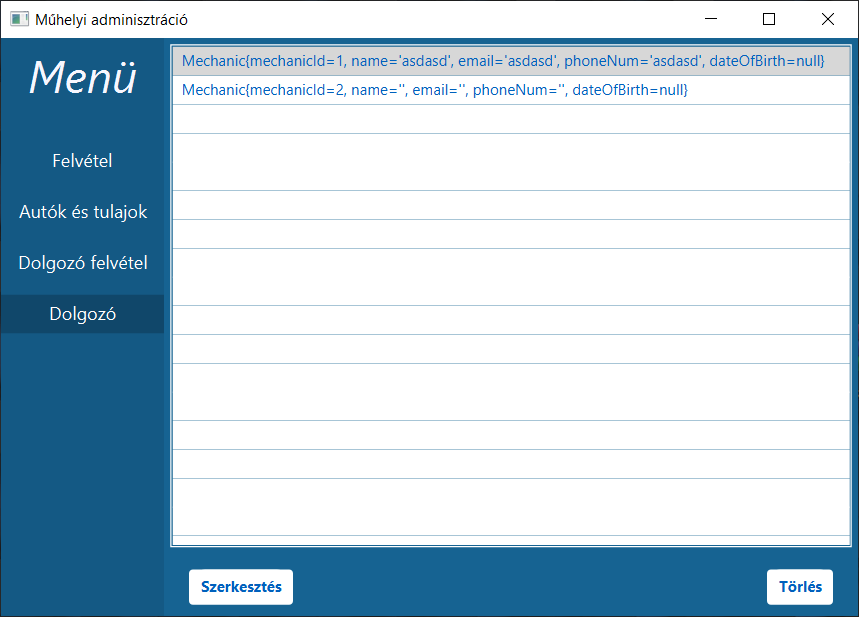 Műhelyi adminisztráció
Menü
Felvétel
Autók és tulajok
Dolgozó felvétel
Dolgozó
Mechanic{mechanicId=1, name='asdasd', email='asdasd', phoneNum='asdasd', dateOfBirth=null}
Mechanic{mechanicId=2, name='', email='', phoneNum='', dateOfBirth=null}
Szerkesztés
Törlés